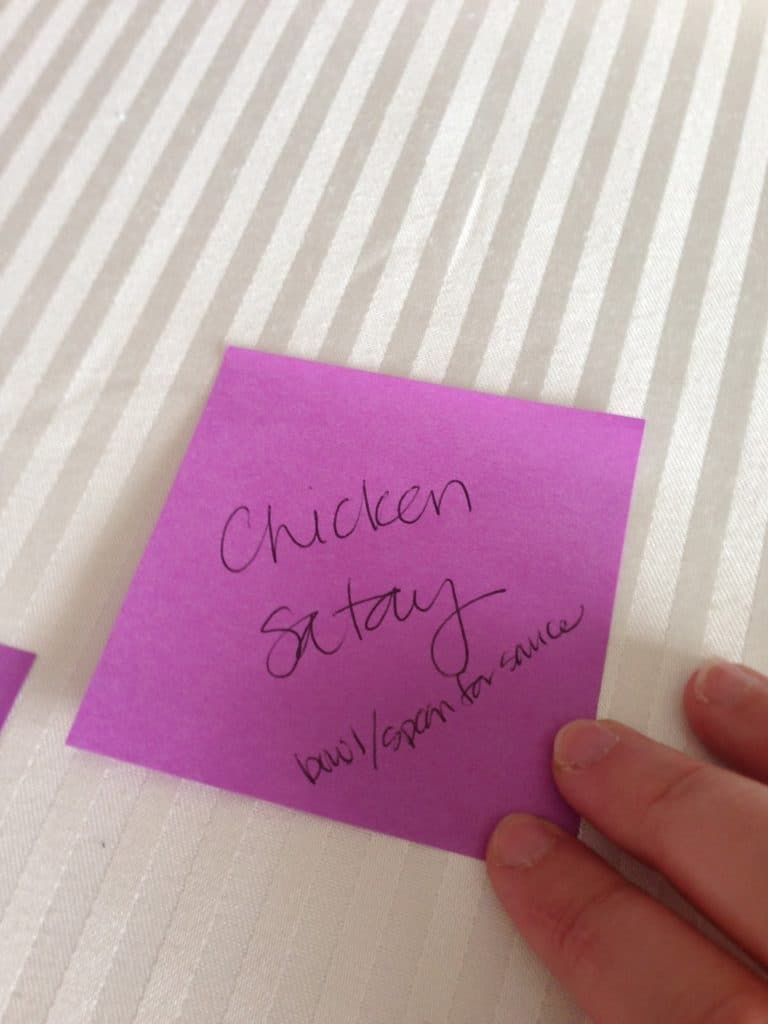 Chicken
Satay
bowl/spoon for sauce